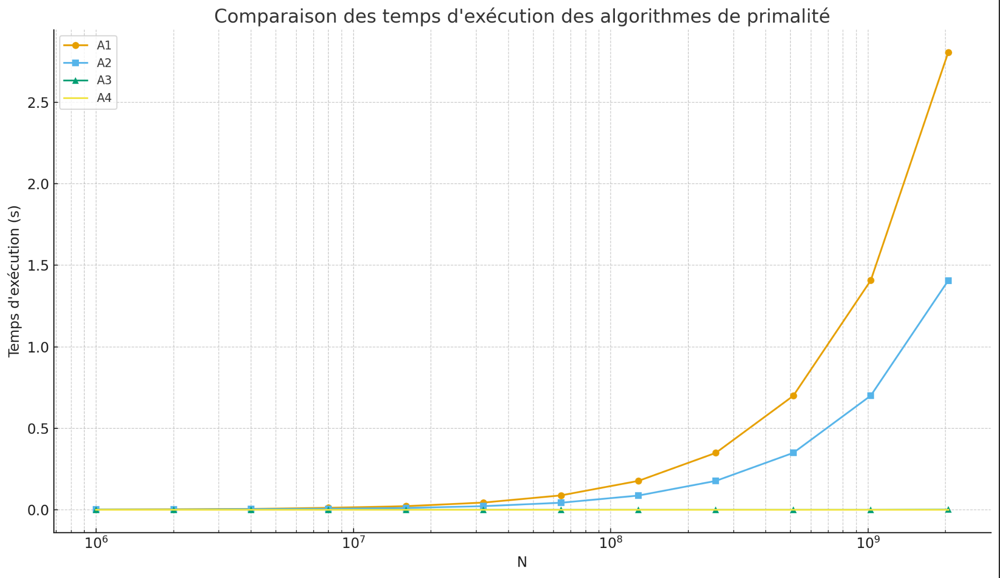 Comparaison des temps d'exécution des algorithmes de primalité
A1
A2
A3
A4
Temps d'exécution (s)
2.5
2.0
1.5
1.0
0.5
0.0
10⁶ 10⁷ 10⁸ 10⁹
N